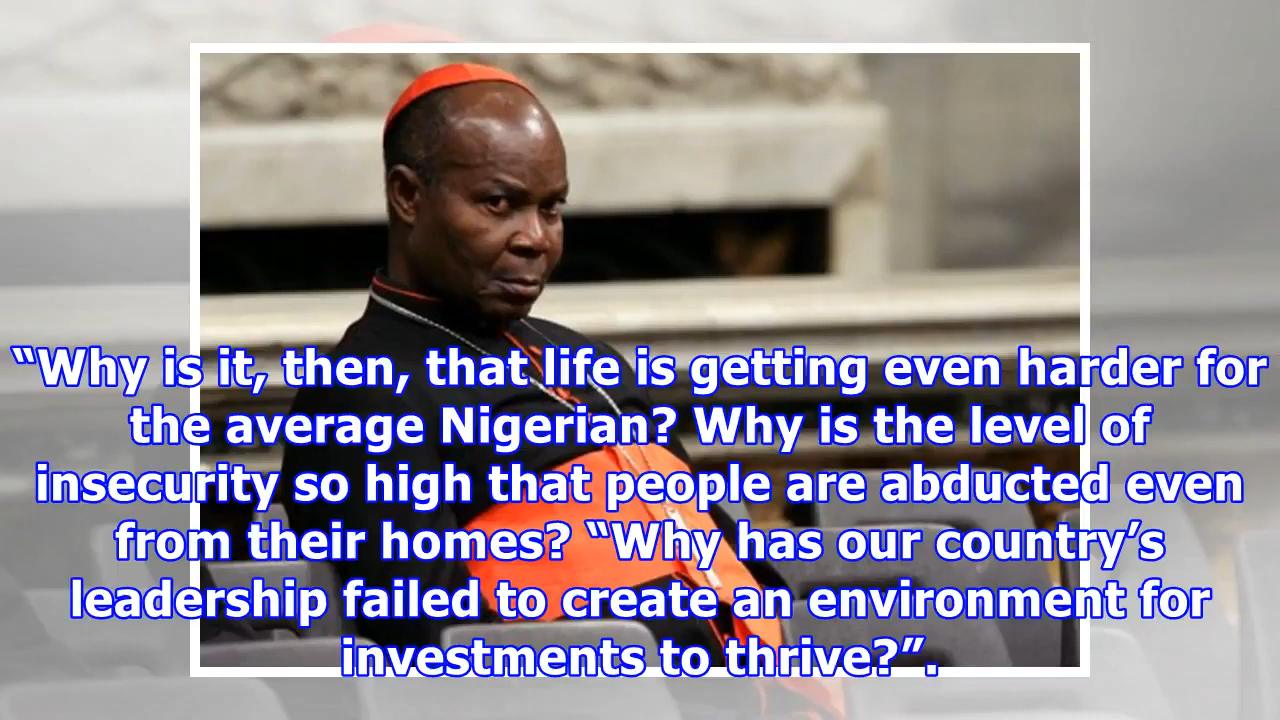 “Why is it, then, that life is getting even harder for
the average Nigerian? Why is the level of
insecurity so high that people are abducted even
from their homes? “Why has our country’s
leadership failed to create an environment for
investments to thrive?”.